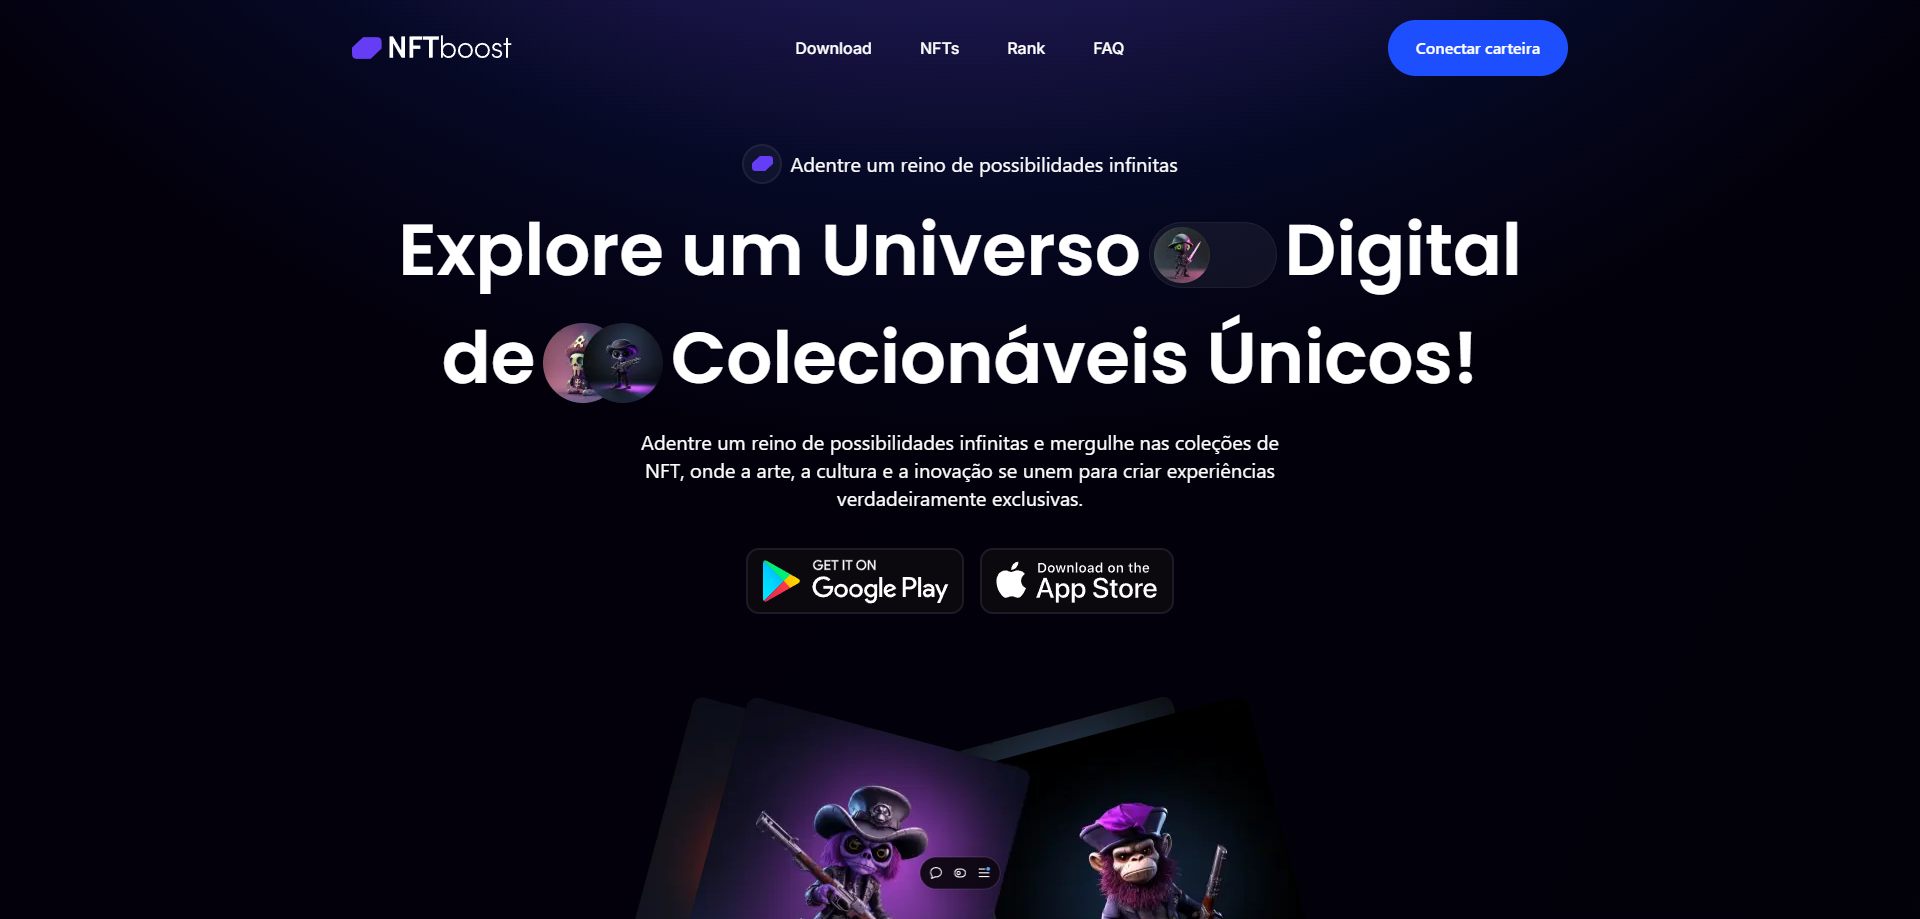 NFTboost
Download NFTs Rank FAQ
Conectar carteira
Adentre um reino de possibilidades infinitas
Explore um Universo Digital
de Colecionáveis Únicos!
Adentre um reino de possibilidades infinitas e mergulhe nas coleções de
NFT, onde a arte, a cultura e a inovação se unem para criar experiências
verdadeiramente exclusivas.
GET IT ON
Google Play
Download on the
App Store